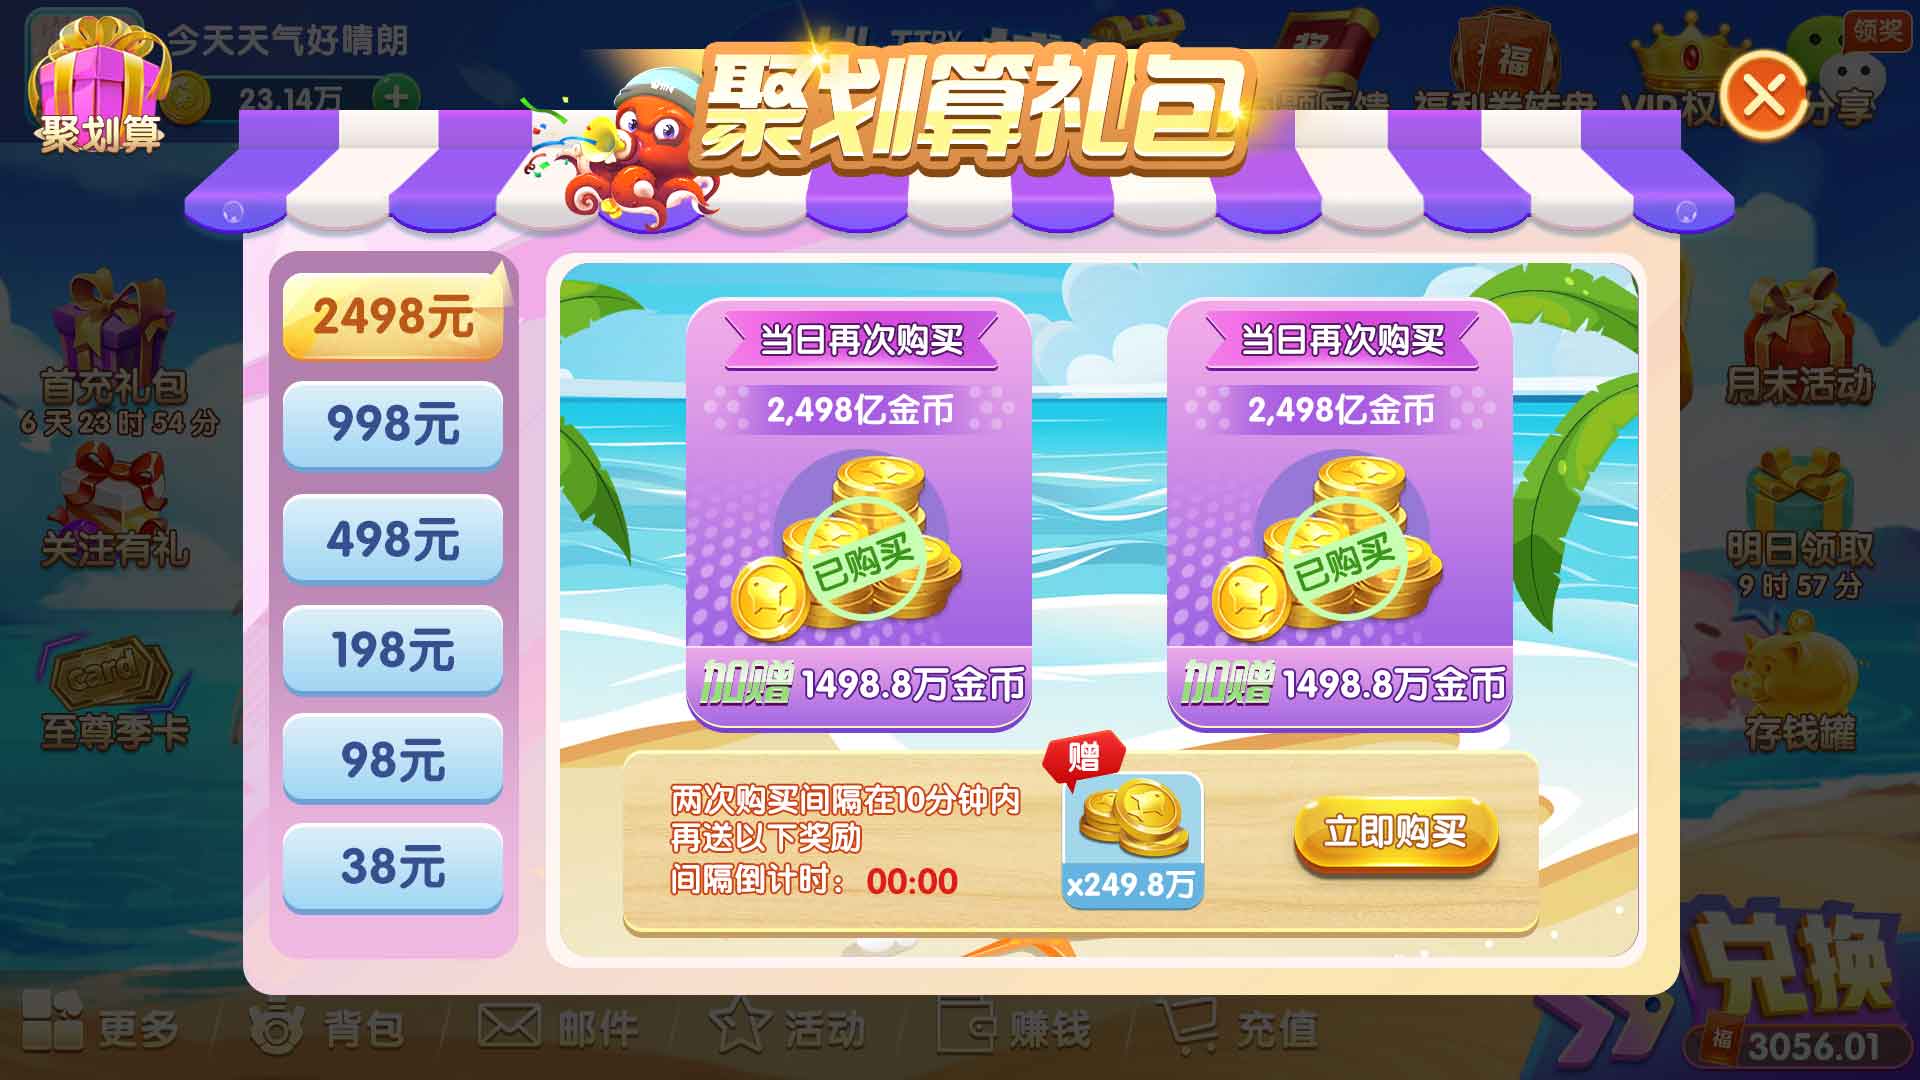 今天天气好晴朗
23.14万
聚划算
聚划算礼包
WIN
福
领奖
分享
首充礼包
6天23时54分
关注有礼
card
至尊季卡
2498元
998元
498元
198元
98元
38元
当日再次购买
2,498亿金币
已购买
加赠 1498.8万金币
当日再次购买
2,498亿金币
已购买
加赠 1498.8万金币
两次购买间隔在10分钟内
再送以下奖励
间隔倒计时： 00:00
赠
x249.8万
立即购买
月末活动
明日领取
9时57分
存钱罐
更多
背包
邮件
活动
赚钱
充值
兑换
福 3056.01